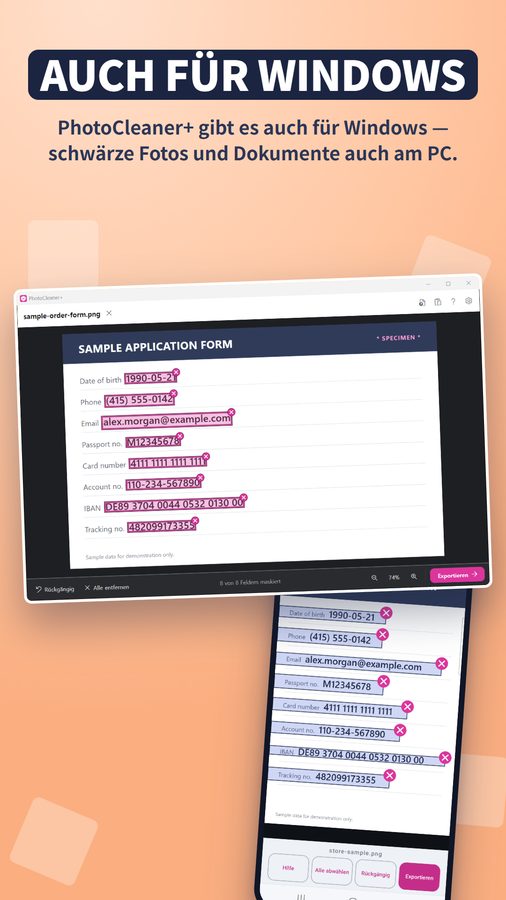 AUCH FÜR WINDOWS
PhotoCleaner+ gibt es auch für Windows —
schwärze Fotos und Dokumente auch am PC.
PhotoCleaner+
sample-order-form.png
SAMPLE APPLICATION FORM
* SPECIMEN *
Date of birth 1990-05-21
Phone (415) 555-0142
Email alex.morgan@example.com
Passport no. M12345678
Card number 4111 1111 1111 1111
Account no. 110-234-567890
IBAN DE89 3704 0044 0532 0130 00
Tracking no. 482099173355
Sample data for demonstration only.
Rückgängig
Alle entfernen
8 von 8 Feldern maskiert
74%
Exportieren
Date of birth 1990-05-21
Phone (415) 555-0142
Email alex.morgan@example.com
Passport no. M12345678
Card number 4111 1111 1111 1111
Account no. 110-234-567890
IBAN DE89 3704 0044 0532 0130 00
Tracking no. 482099173355
Sample data for demonstration only.
store-sample.png
Hilfe
Alle abwählen
Rückgängig
Exportieren